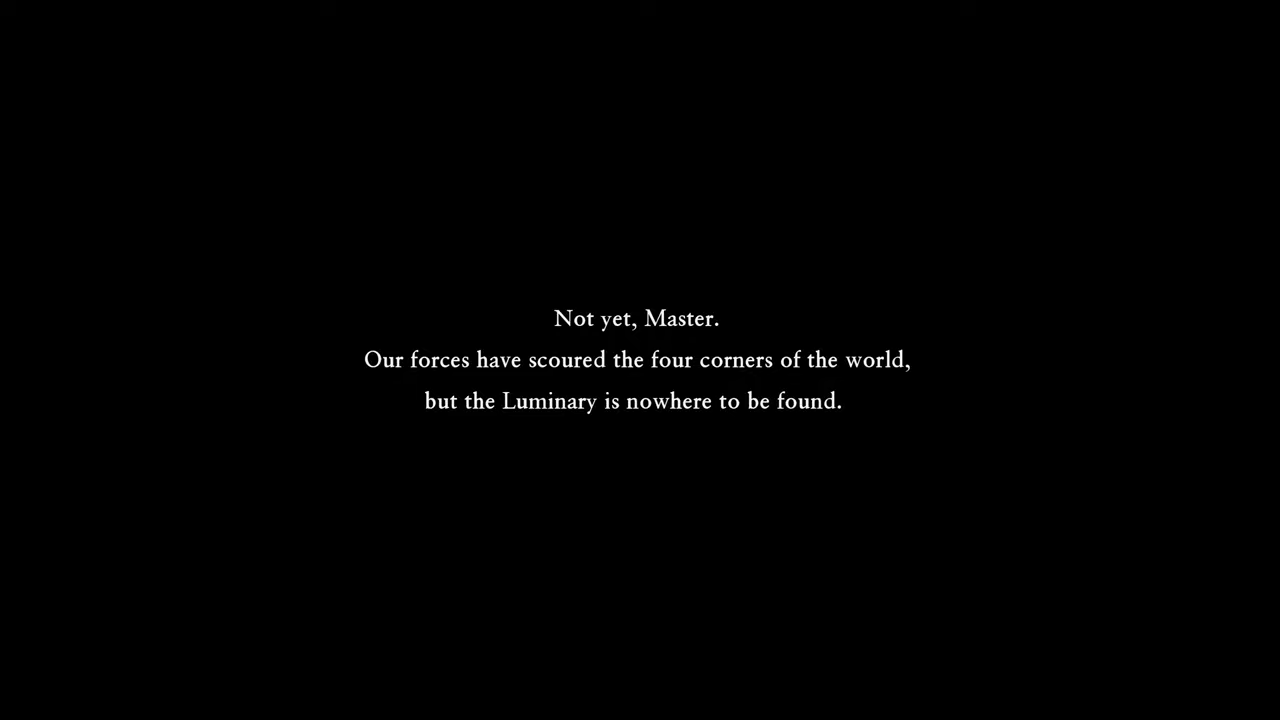 Not yet, Master.
Our forces have scoured the four corners of the world,
but the Luminary is nowhere to be found.